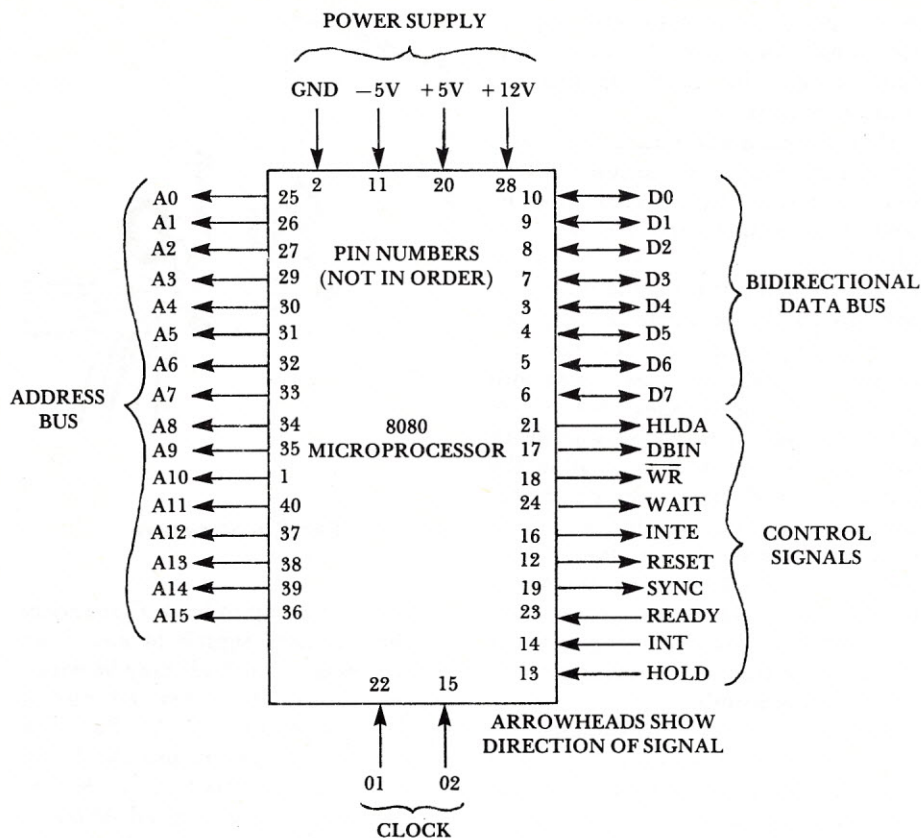 POWER SUPPLY
GND −5V +5V +12V
2 11 20 28
A0 25 10 D0
A1 26 9 D1
A2 27 8 D2
A3 29 7 D3
A4 30 3 D4
A5 31 4 D5
A6 32 5 D6
A7 33 6 D7
PIN NUMBERS
(NOT IN ORDER)
BIDIRECTIONAL
DATA BUS
ADDRESS
BUS
A8 34 21 HLDA
A9 35 17 DBIN
A10 1 18 W̅R̅
A11 40 24 WAIT
A12 37 16 INTE
A13 38 12 RESET
A14 39 19 SYNC
A15 36 23 READY
14 INT
13 HOLD
8080
MICROPROCESSOR
CONTROL
SIGNALS
22 15
ARROWHEADS SHOW
DIRECTION OF SIGNAL
01 02
CLOCK